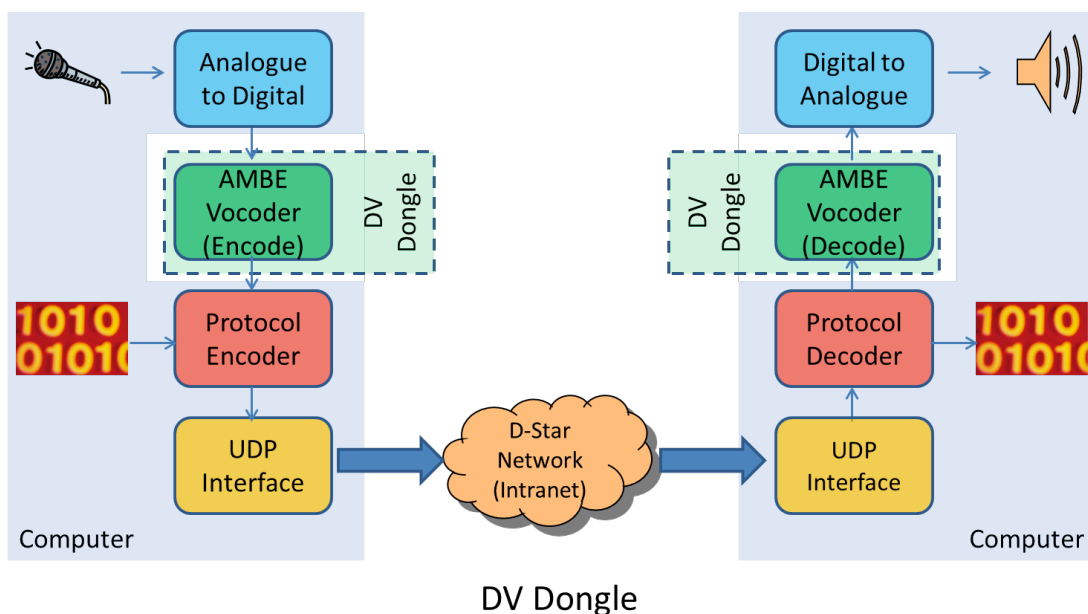 Analogue
to Digital
AMBE
Vocoder
(Encode)
DV
Dongle
1010
01010
Protocol
Encoder
UDP
Interface
Computer
D-Star
Network
(Intranet)
Digital to
Analogue
DV
Dongle
AMBE
Vocoder
(Decode)
Protocol
Decoder
1010
01010
UDP
Interface
Computer
DV Dongle